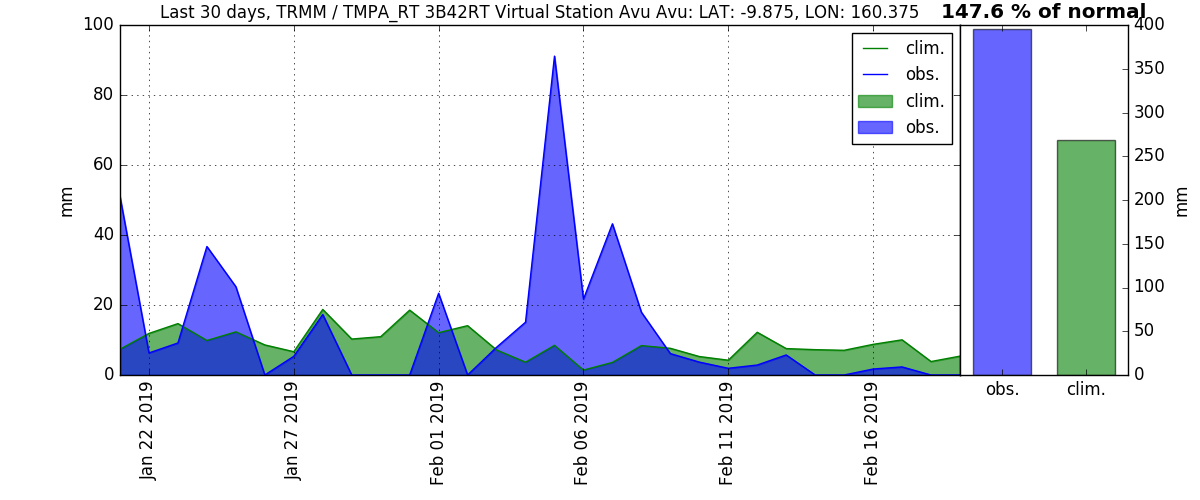 Last 30 days, TRMM / TMPA_RT 3B42RT Virtual Station Avu Avu: LAT: -9.875, LON: 160.375
147.6 % of normal
100
80
60
40
20
0
mm
clim.
obs.
clim.
obs.
Jan 22 2019
Jan 27 2019
Feb 01 2019
Feb 06 2019
Feb 11 2019
Feb 16 2019
400
350
300
250
200
150
100
50
0
mm
obs.
clim.